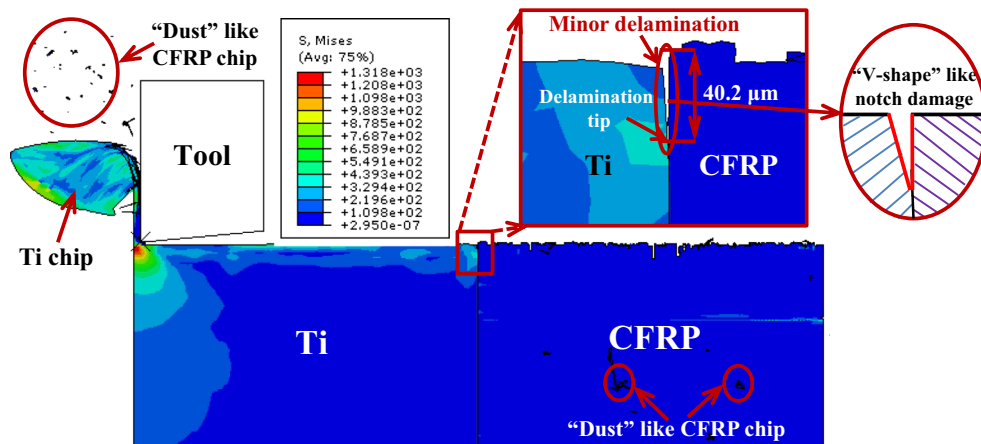 “Dust” like
CFRP chip
Tool
Ti chip
S, Mises
(Avg: 75%)
+1.318e+03
+1.208e+03
+1.098e+03
+9.883e+02
+8.785e+02
+7.687e+02
+6.589e+02
+5.491e+02
+4.393e+02
+3.294e+02
+2.196e+02
+1.098e+02
+2.950e-07
Minor delamination
40.2 µm
Delamination
tip
Ti
CFRP
“V-shape” like
notch damage
Ti
CFRP
“Dust” like CFRP chip